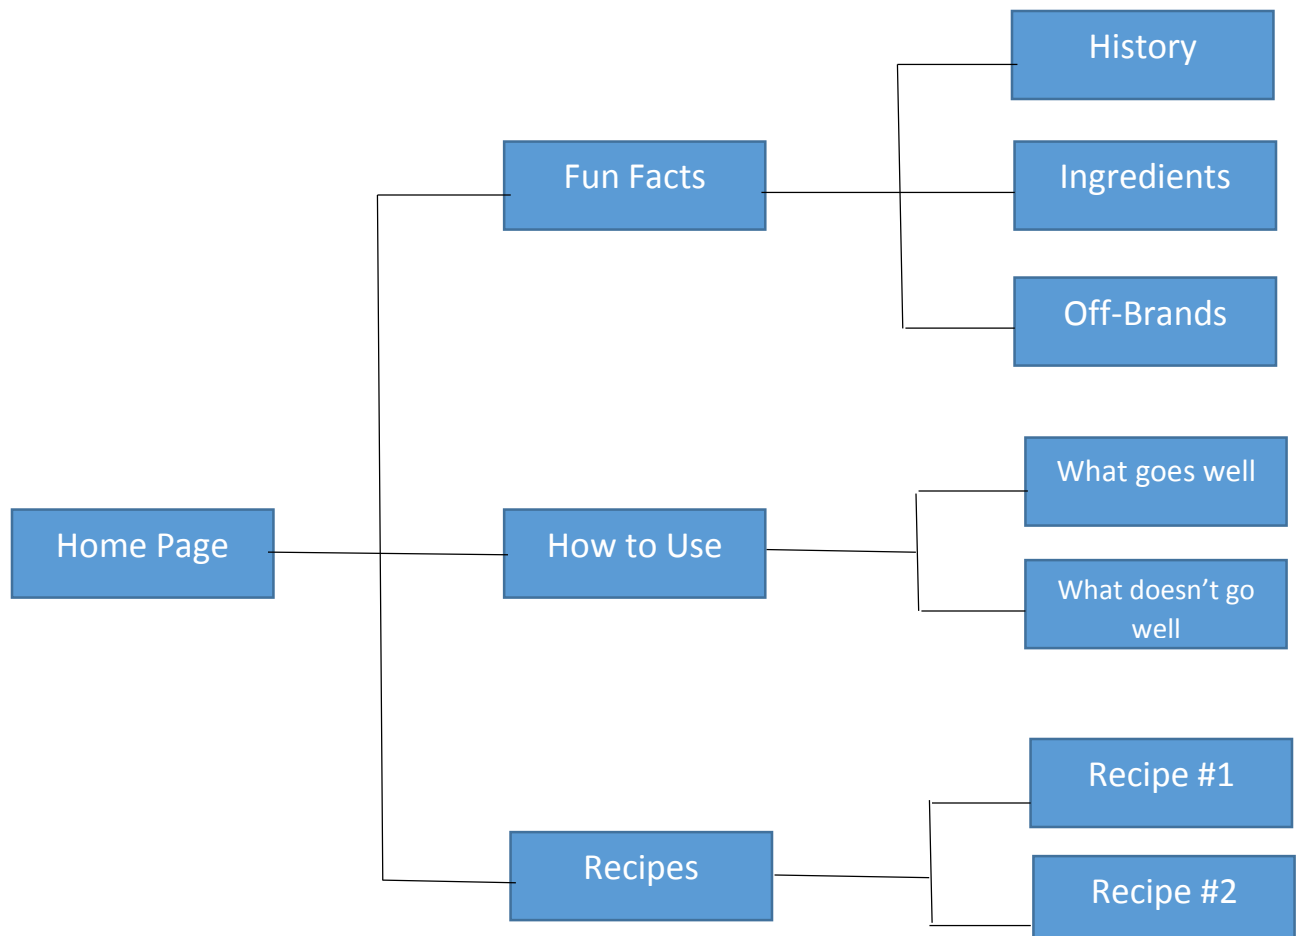 History
Fun Facts
Ingredients
Off-Brands
What goes well
Home Page
How to Use
What doesn’t go
well
Recipe #1
Recipes
Recipe #2